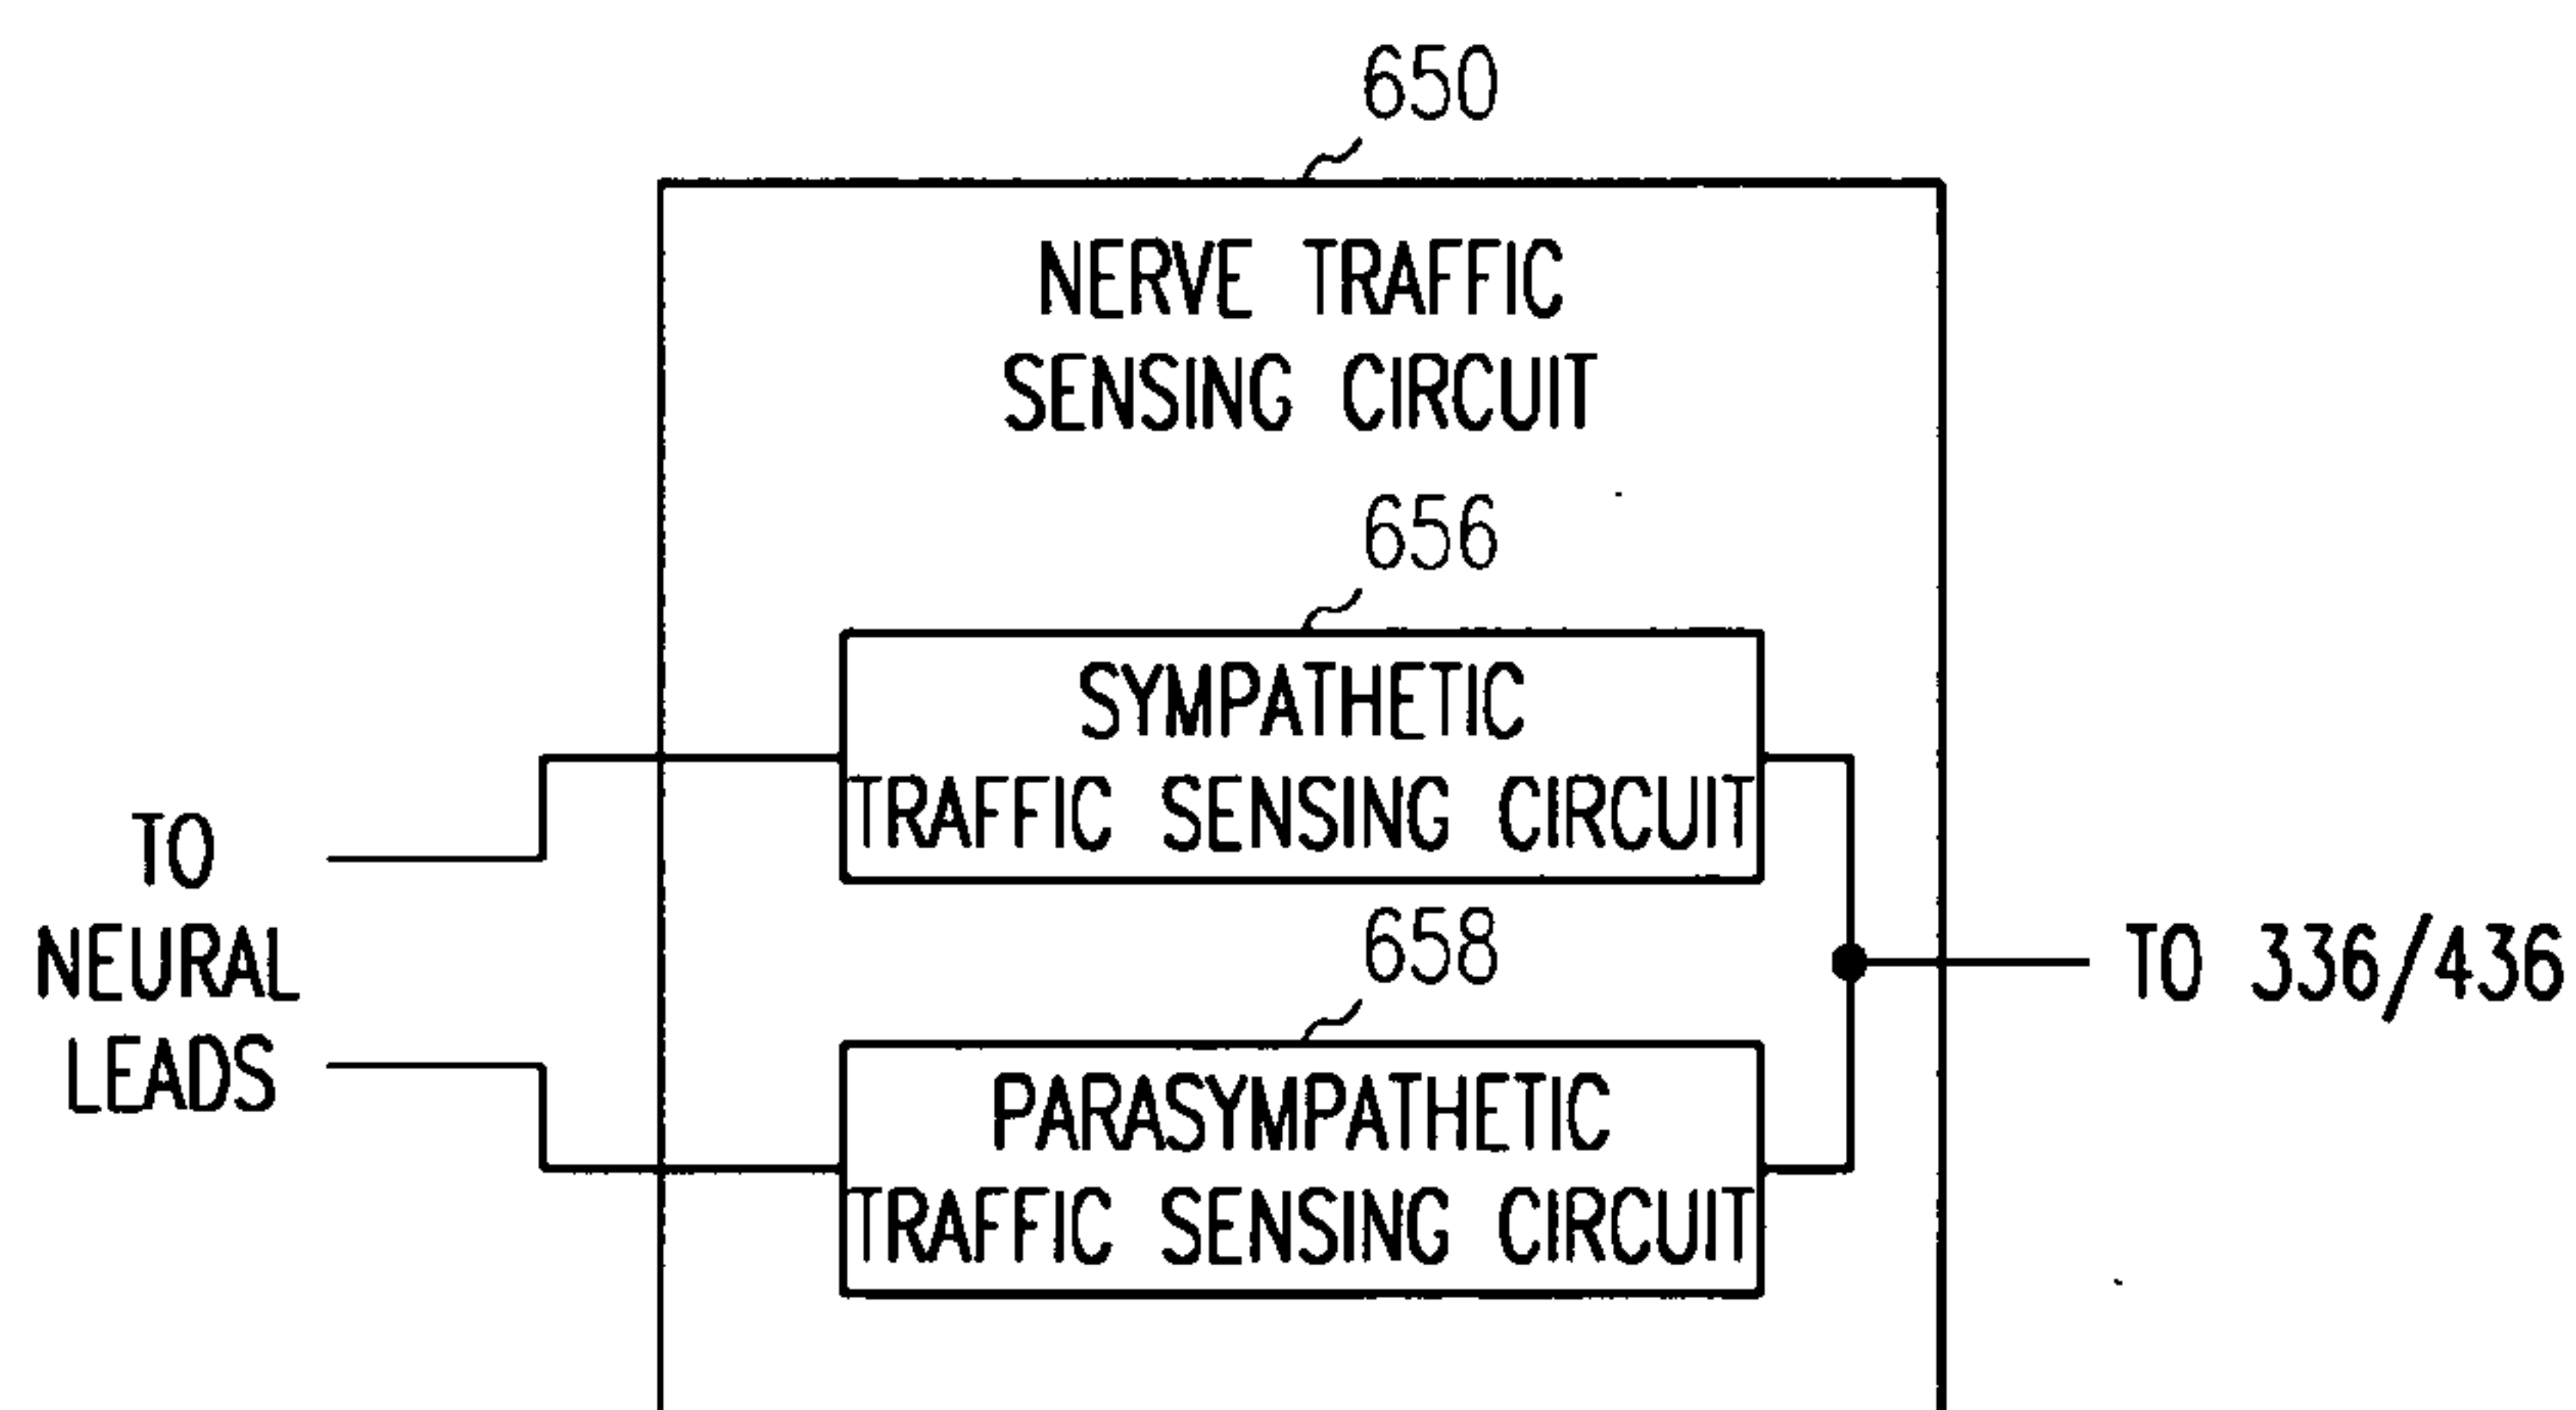 650
NERVE TRAFFIC
SENSING CIRCUIT
656
SYMPATHETIC
TRAFFIC SENSING CIRCUIT
TO
NEURAL
LEADS
658
PARASYMPATHETIC
TRAFFIC SENSING CIRCUIT
TO 336/436